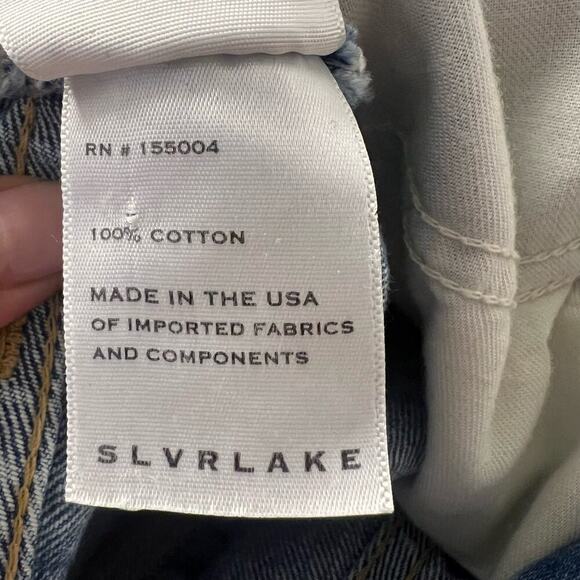 RN # 155004
100% COTTON
MADE IN THE USA
OF IMPORTED FABRICS
AND COMPONENTS
SLVRLAKE